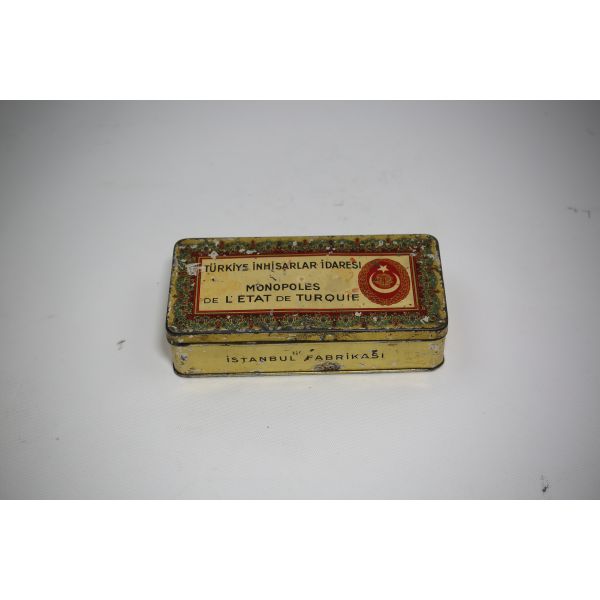 TÜRKİYE İNHİSARLAR İDARESİ
MONOPOLES
DE L'ÉTAT DE TURQUIE
İSTANBUL FABRİKASI